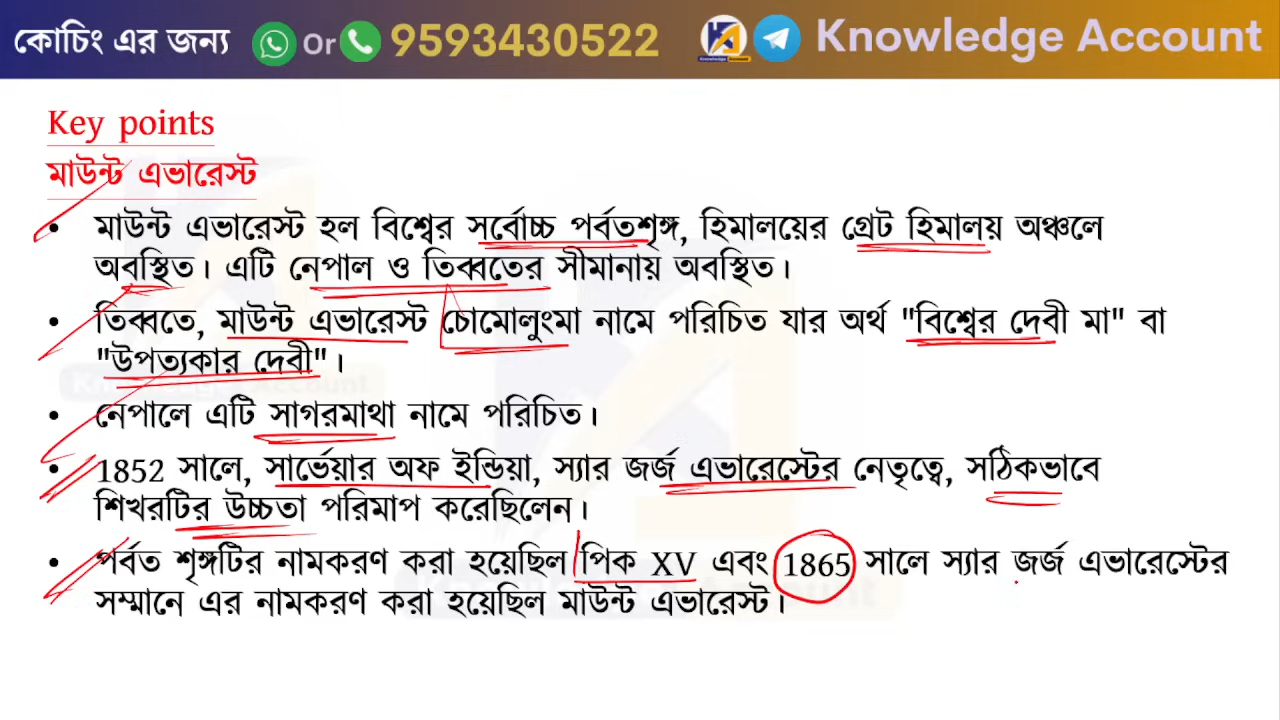 কোচিং এর জন্য Or 9593430522 Knowledge Account
Key points
মাউন্ট এভারেস্ট
• মাউন্ট এভারেস্ট হল বিশ্বের সর্বোচ্চ পর্বতশৃঙ্গ, হিমালয়ের গ্রেট হিমালয় অঞ্চলে
অবস্থিত। এটি নেপাল ও তিব্বতের সীমানায় অবস্থিত।
• তিব্বতে, মাউন্ট এভারেস্ট চোমোলুংমা নামে পরিচিত যার অর্থ "বিশ্বের দেবী মা" বা
"উপত্যকার দেবী"।
• নেপালে এটি সাগরমাথা নামে পরিচিত।
• 1852 সালে, সার্ভেয়ার অফ ইন্ডিয়া, স্যার জর্জ এভারেস্টের নেতৃত্বে, সঠিকভাবে
শিখরটির উচ্চতা পরিমাপ করেছিলেন।
• পর্বত শৃঙ্গটির নামকরণ করা হয়েছিল পিক XV এবং 1865 সালে স্যার জর্জ এভারেস্টের
সম্মানে এর নামকরণ করা হয়েছিল মাউন্ট এভারেস্ট।
Knowledge Account